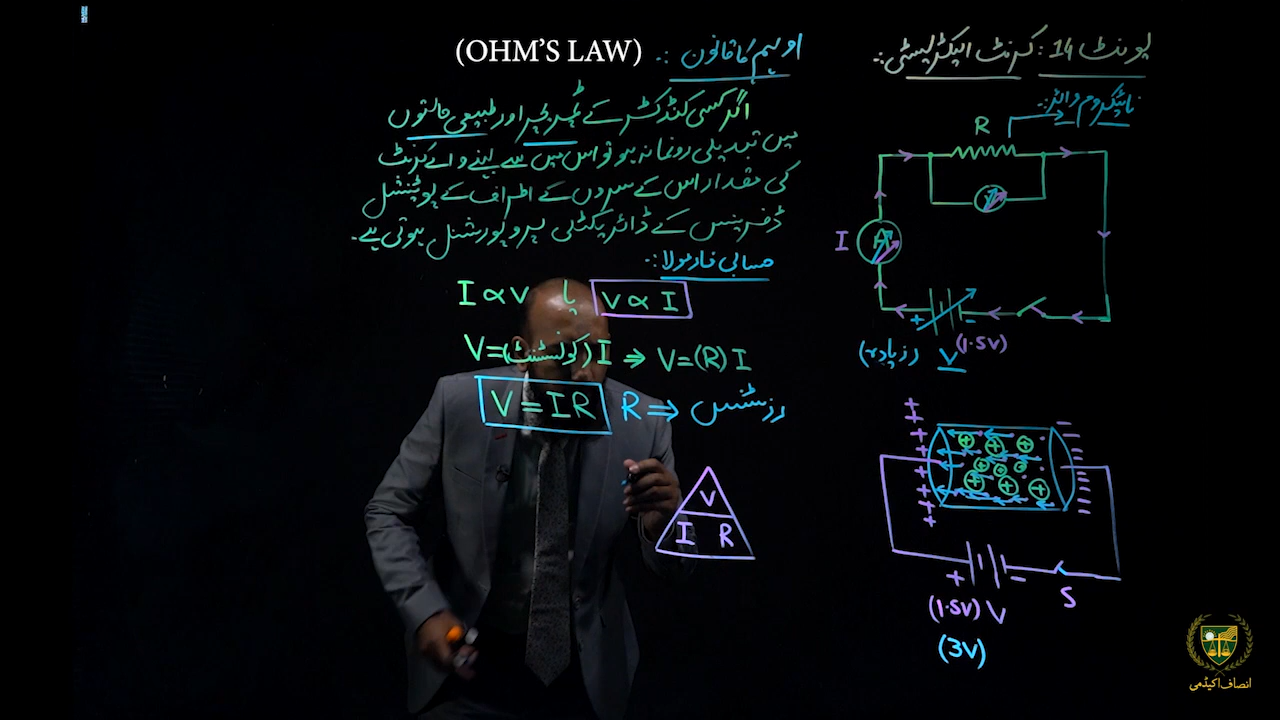 یونٹ 14: کرنٹ الیکٹریسٹی:۔
اوہم کا قانون :۔ (OHM'S LAW)
اگر کسی کنڈکٹر کے ٹمپریچر اور طبیعی حالتوں
میں تبدیلی رونما نہ ہو تو اس میں سے بہنے والے کرنٹ
کی مقدار اس کے سروں کے اطراف کے پوٹینشل
ڈفرینس کے ڈائریکٹلی پروپورشنل ہوتی ہے۔
حسابی فارمولا:۔
I ∝ V یا V ∝ I
V=(کونسٹنٹ) I ⇒ V=(R) I
V = IR R ⇒ رزسٹنس
V
I R
نائیکروم وائر:۔
R
V
I A
+ -
(1.5V)
V
+ + + + + + +
- - - - - - - -
+ + + + + + + + +
+ -
S
(1.5V) V
(3V)
انصاف اکیڈمی